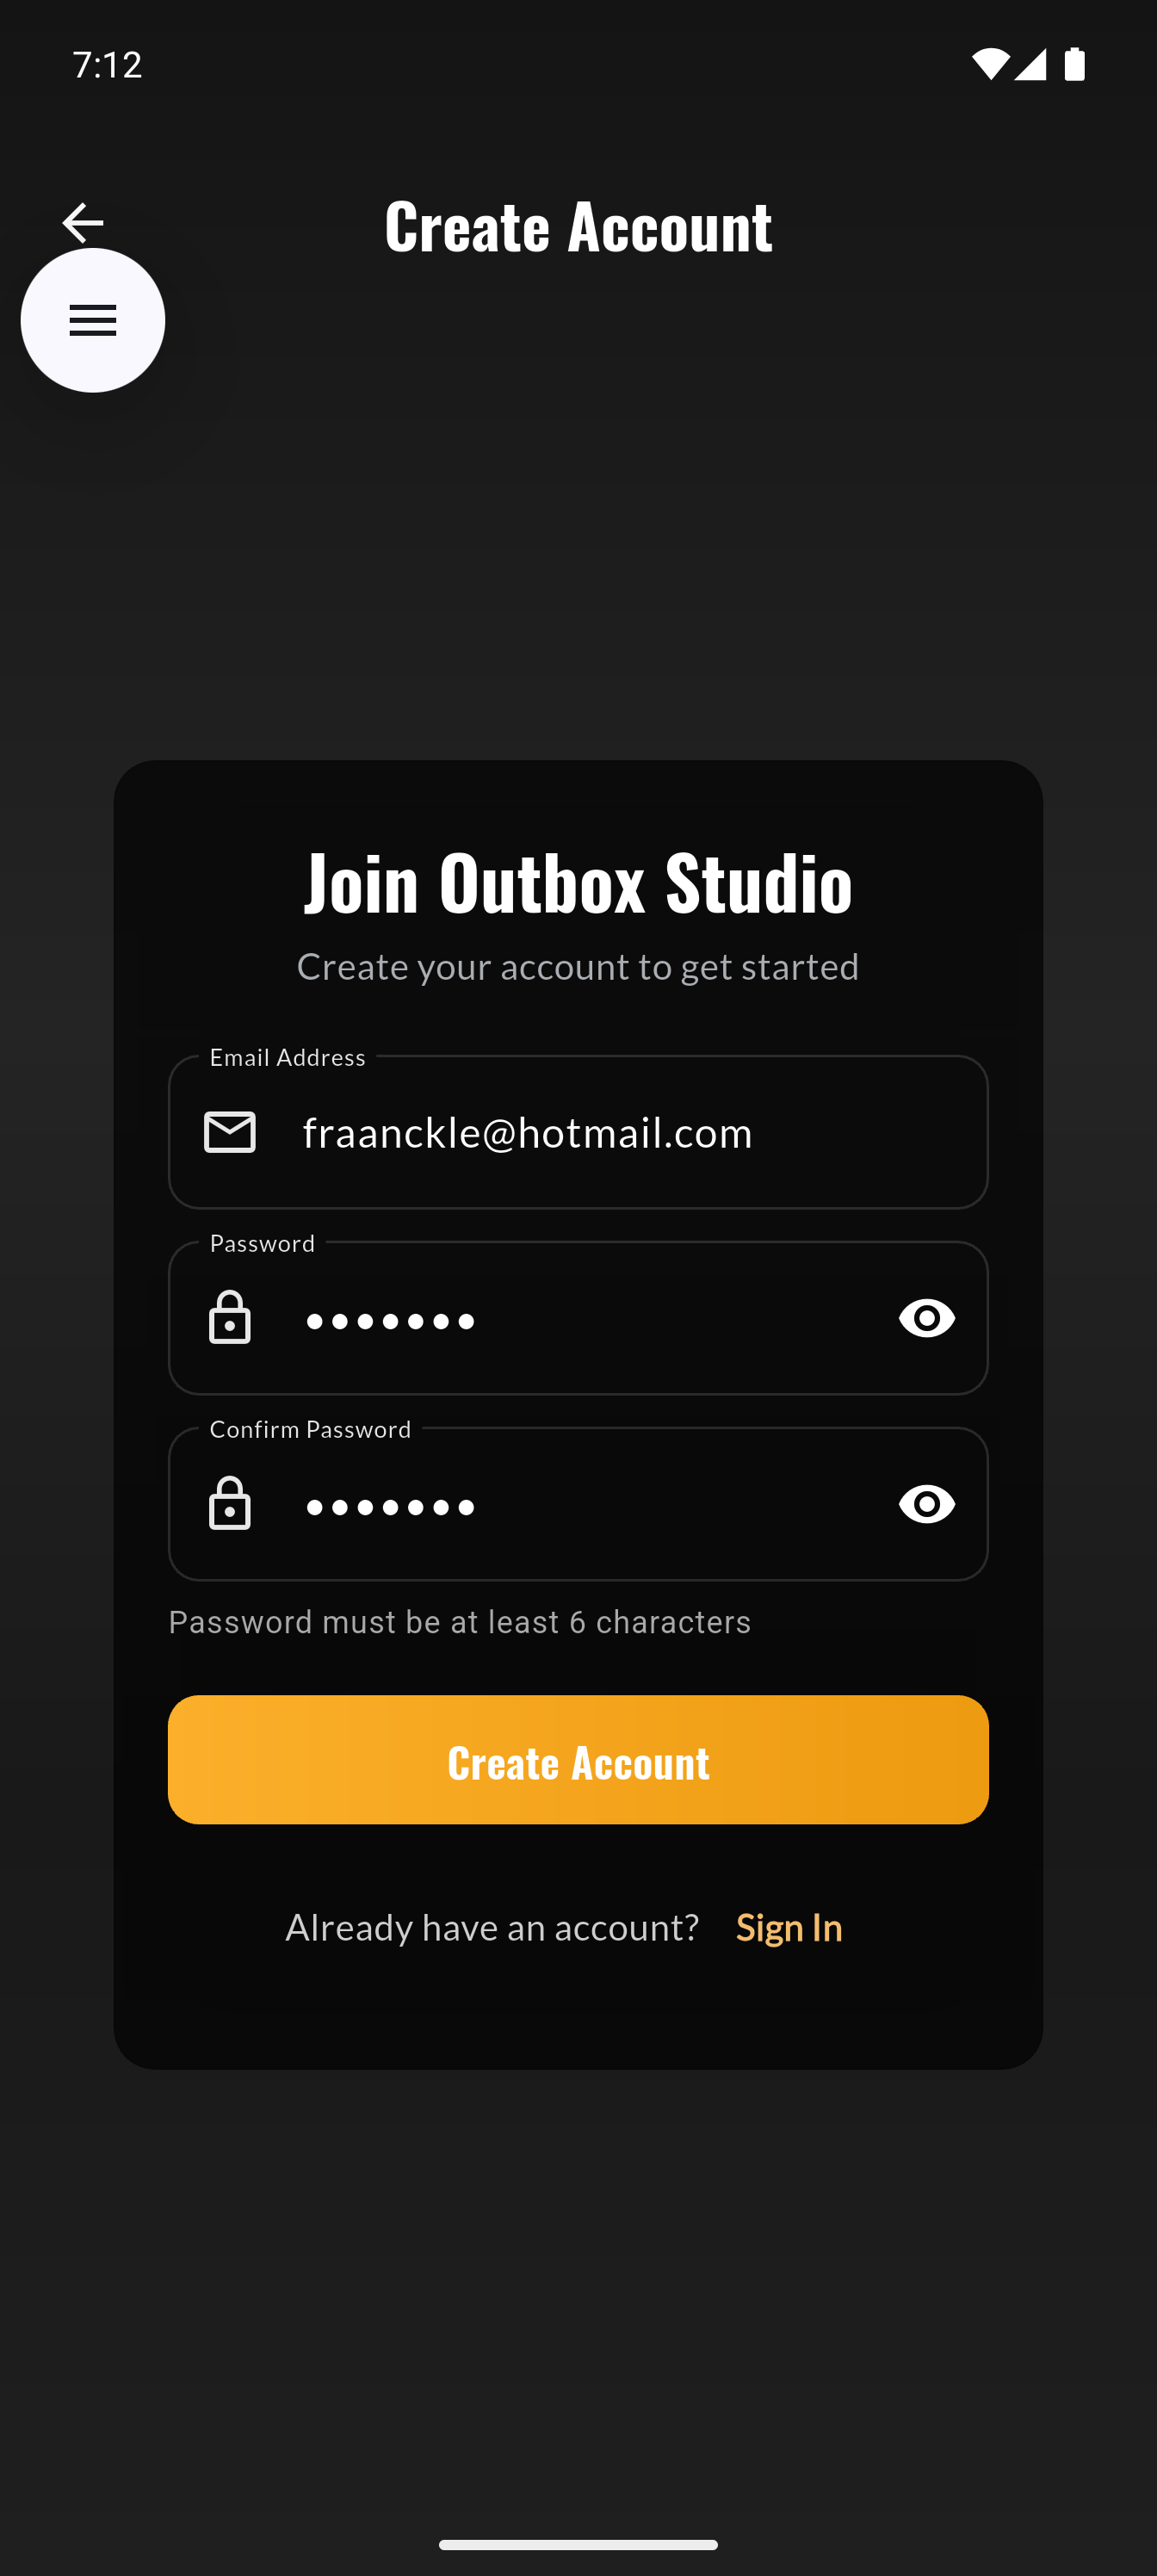 7:12
Create Account
Join Outbox Studio
Create your account to get started
Email Address
fraanckle@hotmail.com
Password
•••••••
Confirm Password
•••••••
Password must be at least 6 characters
Create Account
Already have an account? Sign In